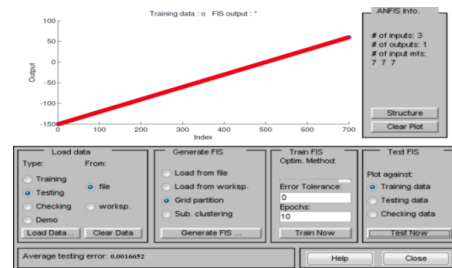 Training data : o   FIS output : *
100
50
0
-50
-100
-150
Output
0 100 200 300 400 500 600 700
Index
ANFIS Info.
# of inputs: 3
# of outputs: 1
# of input mfs:
7 7 7
Structure
Clear Plot
Load data
Type: From:
Training
Testing
Checking
Demo
file
worksp.
Load Data...
Clear Data
Generate FIS
Load from file
Load from worksp.
Grid partition
Sub. clustering
Generate FIS ...
Train FIS
Optim. Method:
Error Tolerance:
0
Epochs:
10
Train Now
Test FIS
Plot against:
Training data
Testing data
Checking data
Test Now
Average testing error: 0.0016652
Help
Close